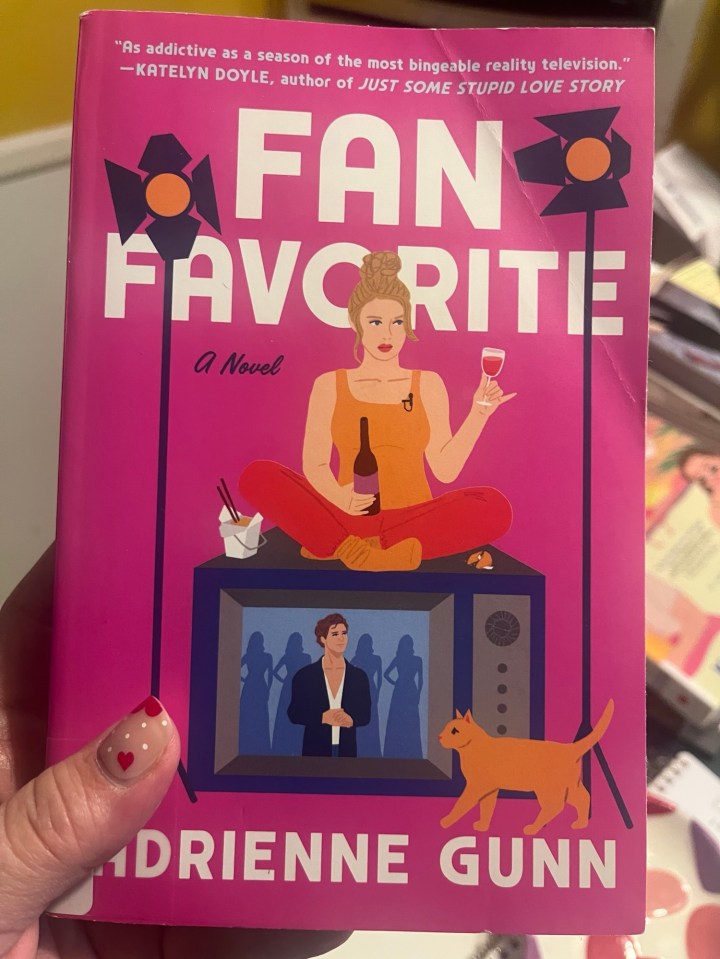 “As addictive as a season of the most bingeable reality television.”
—KATELYN DOYLE, author of JUST SOME STUPID LOVE STORY
FAN
FAVORITE
A Novel
ADRIENNE GUNN